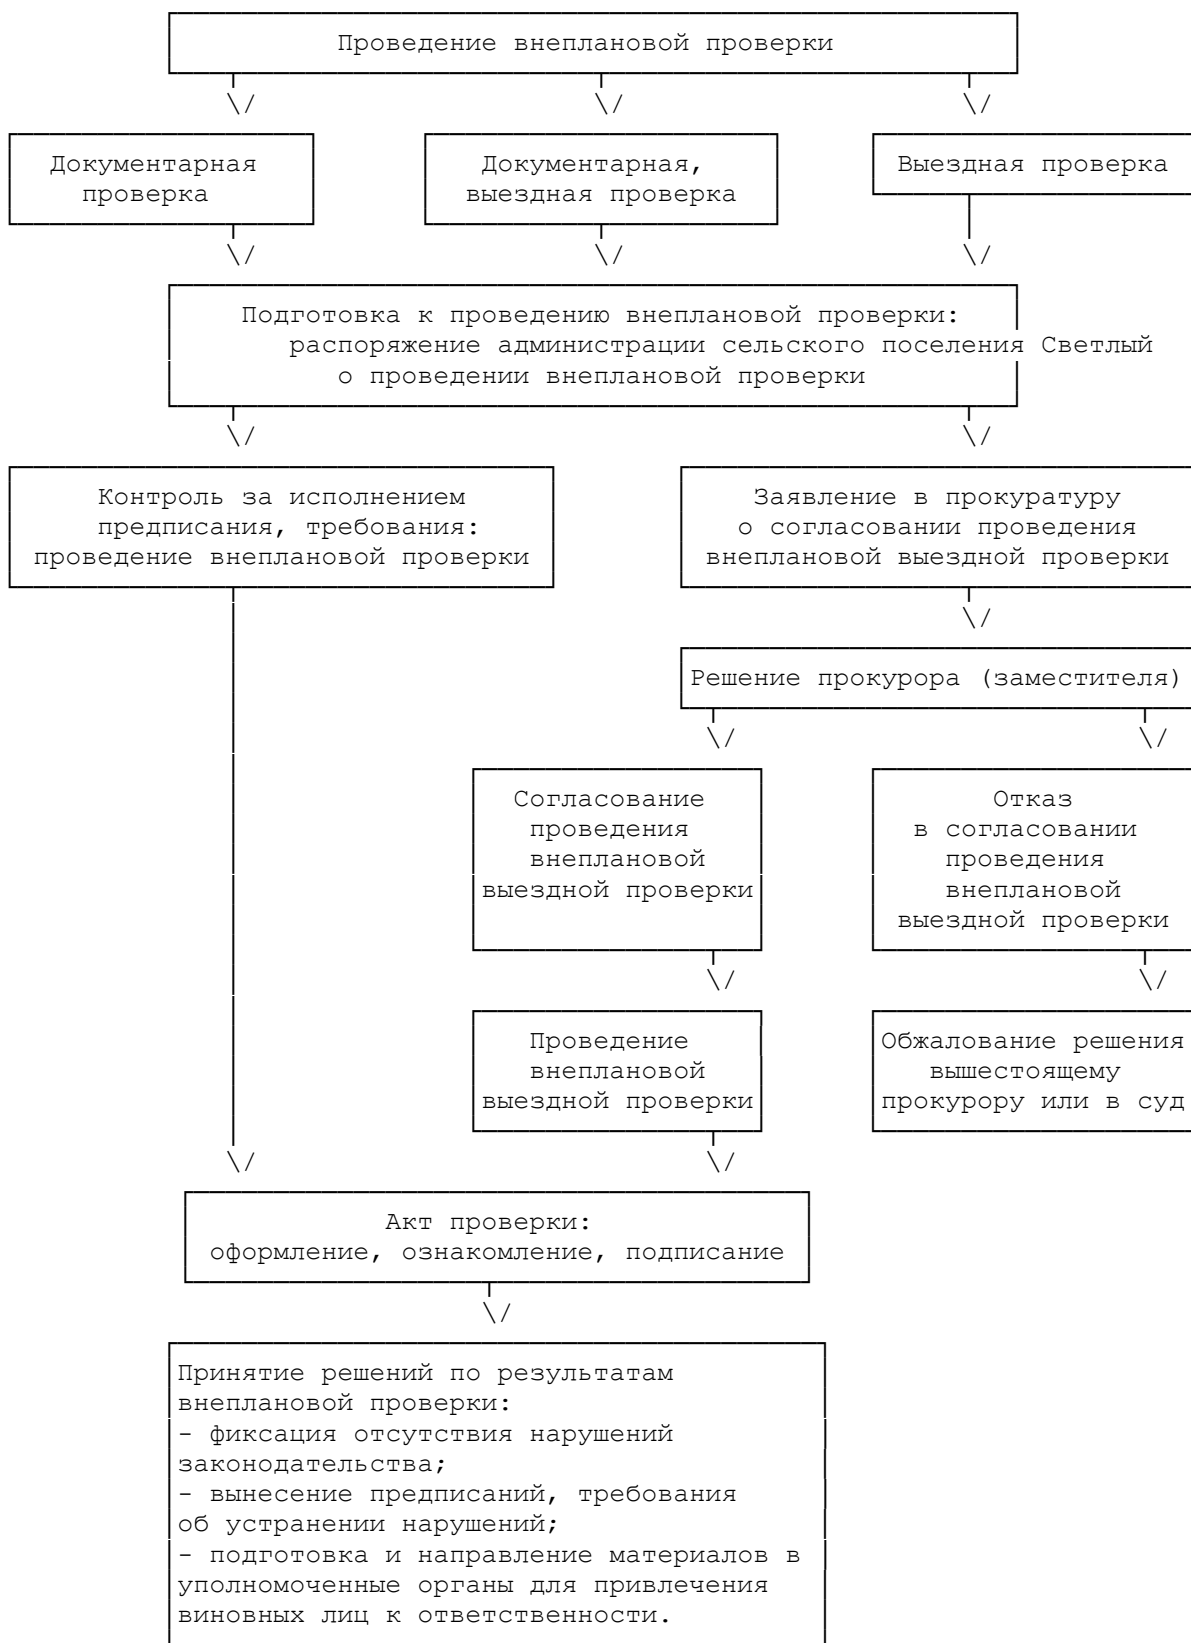 Проведение внеплановой проверки
Документарная
проверка
Документарная,
выездная проверка
Выездная проверка
Подготовка к проведению внеплановой проверки:
распоряжение администрации сельского поселения Светлый
о проведении внеплановой проверки
Контроль за исполнением
предписания, требования:
проведение внеплановой проверки
Заявление в прокуратуру
о согласовании проведения
внеплановой выездной проверки
Решение прокурора (заместителя)
Согласование
проведения
внеплановой
выездной проверки
Отказ
в согласовании
проведения
внеплановой
выездной проверки
Проведение
внеплановой
выездной проверки
Обжалование решения
вышестоящему
прокурору или в суд
Акт проверки:
оформление, ознакомление, подписание
Принятие решений по результатам
внеплановой проверки:
- фиксация отсутствия нарушений
законодательства;
- вынесение предписаний, требования
об устранении нарушений;
- подготовка и направление материалов в
уполномоченные органы для привлечения
виновных лиц к ответственности.